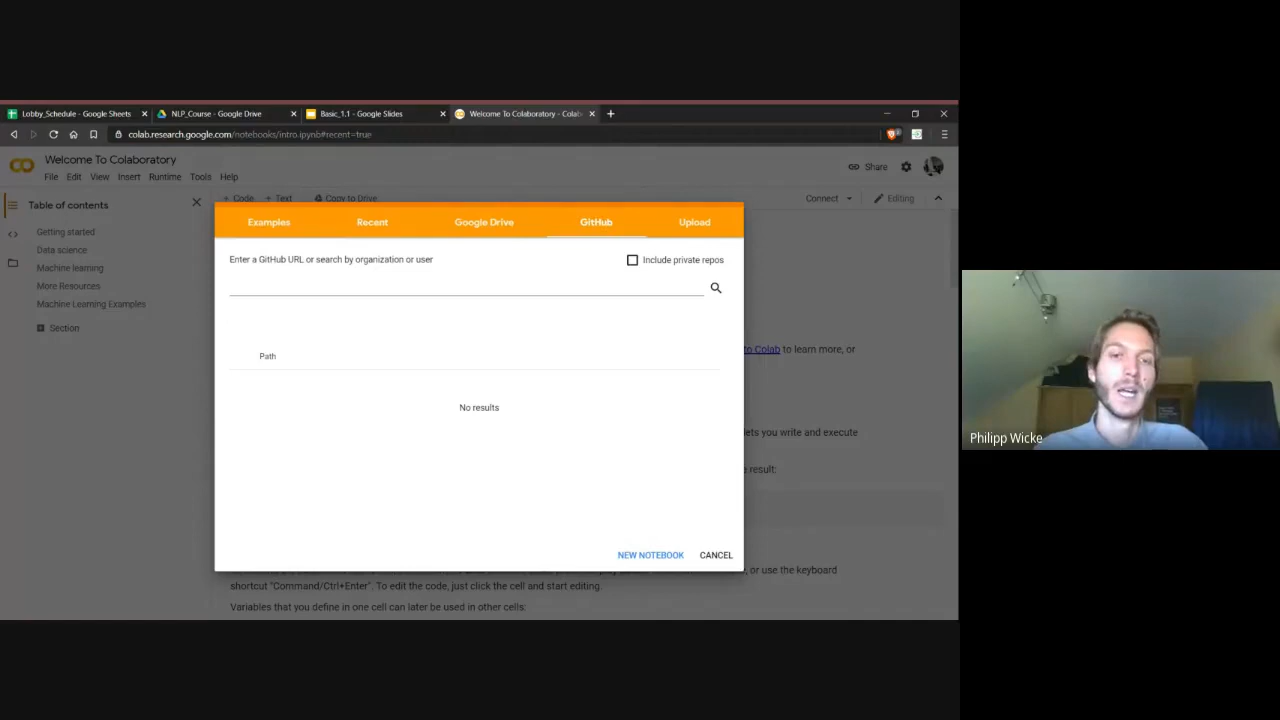 Lobby_Schedule - Google Sheets
NLP_Course - Google Drive
Basic_1.1 - Google Slides
Welcome To Colaboratory - Colab
colab.research.google.com/notebooks/intro.ipynb#recent=true
Welcome To Colaboratory
Share
File Edit View Insert Runtime Tools Help
Table of contents
+ Code + Text Copy to Drive
Connect
Editing
Getting started
Data science
Machine learning
More Resources
Machine Learning Examples
Section
Examples Recent Google Drive GitHub Upload
Enter a GitHub URL or search by organization or user
Include private repos
Path
No results
NEW NOTEBOOK CANCEL
to Colab to learn more, or
lets you write and execute
result:
or use the keyboard
shortcut "Command/Ctrl+Enter". To edit the code, just click the cell and start editing.
Variables that you define in one cell can later be used in other cells:
Philipp Wicke